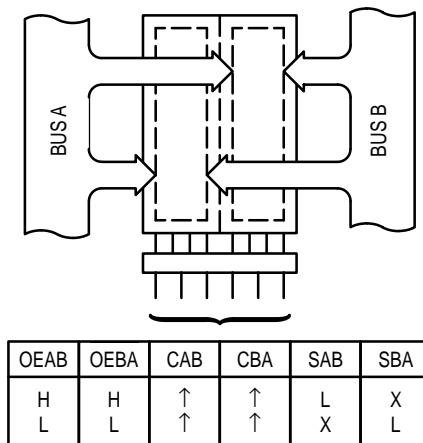 BUS A
BUS B
OEAB OEBA CAB CBA SAB SBA
H H ↑ ↑ L X
L L ↑ ↑ X L